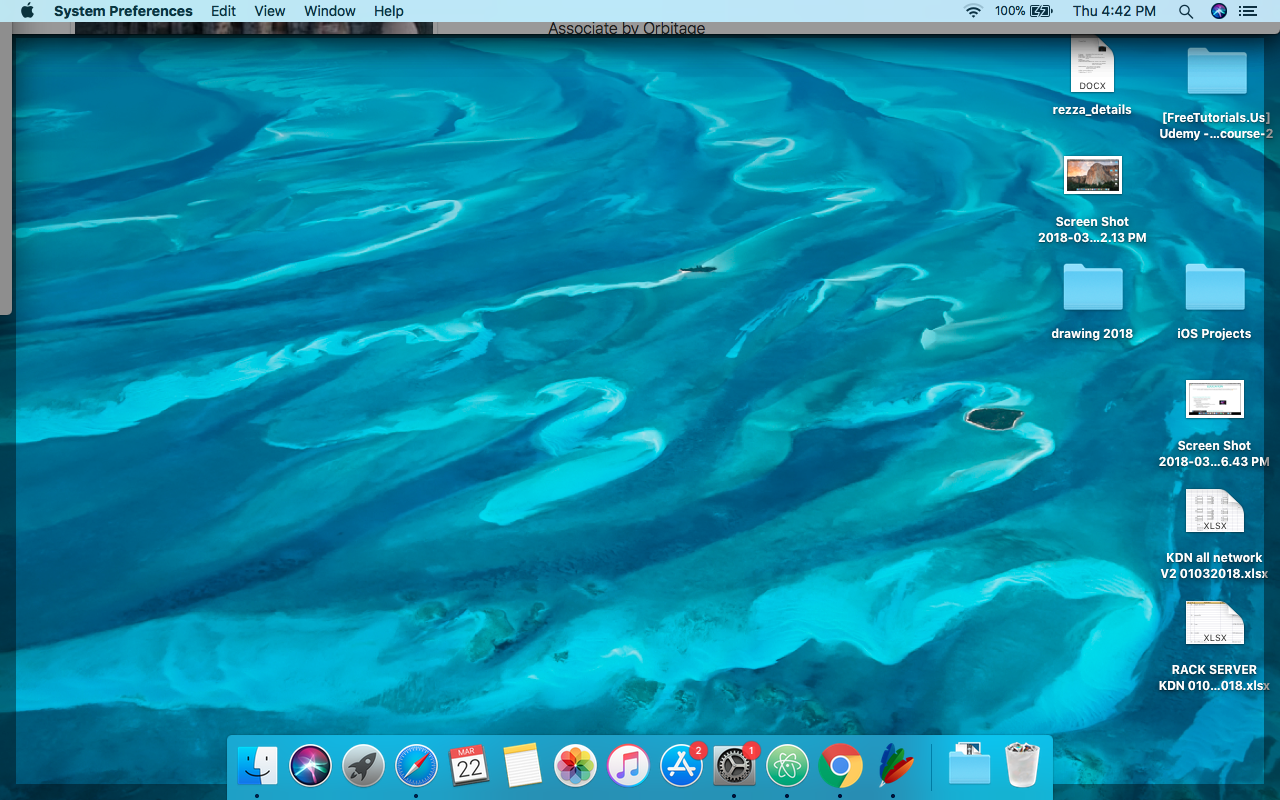 System Preferences Edit View Window Help 100% Thu 4:42 PM
Associate by Orbitage
DOCX
rezza_details
[FreeTutorials.Us]
Udemy -...course-2
Screen Shot
2018-03...2.13 PM
drawing 2018
iOS Projects
Screen Shot
2018-03...6.43 PM
XLSX
KDN all network
V2 01032018.xlsx
XLSX
RACK SERVER
KDN 010...018.xlsx
MAR
22
2
1